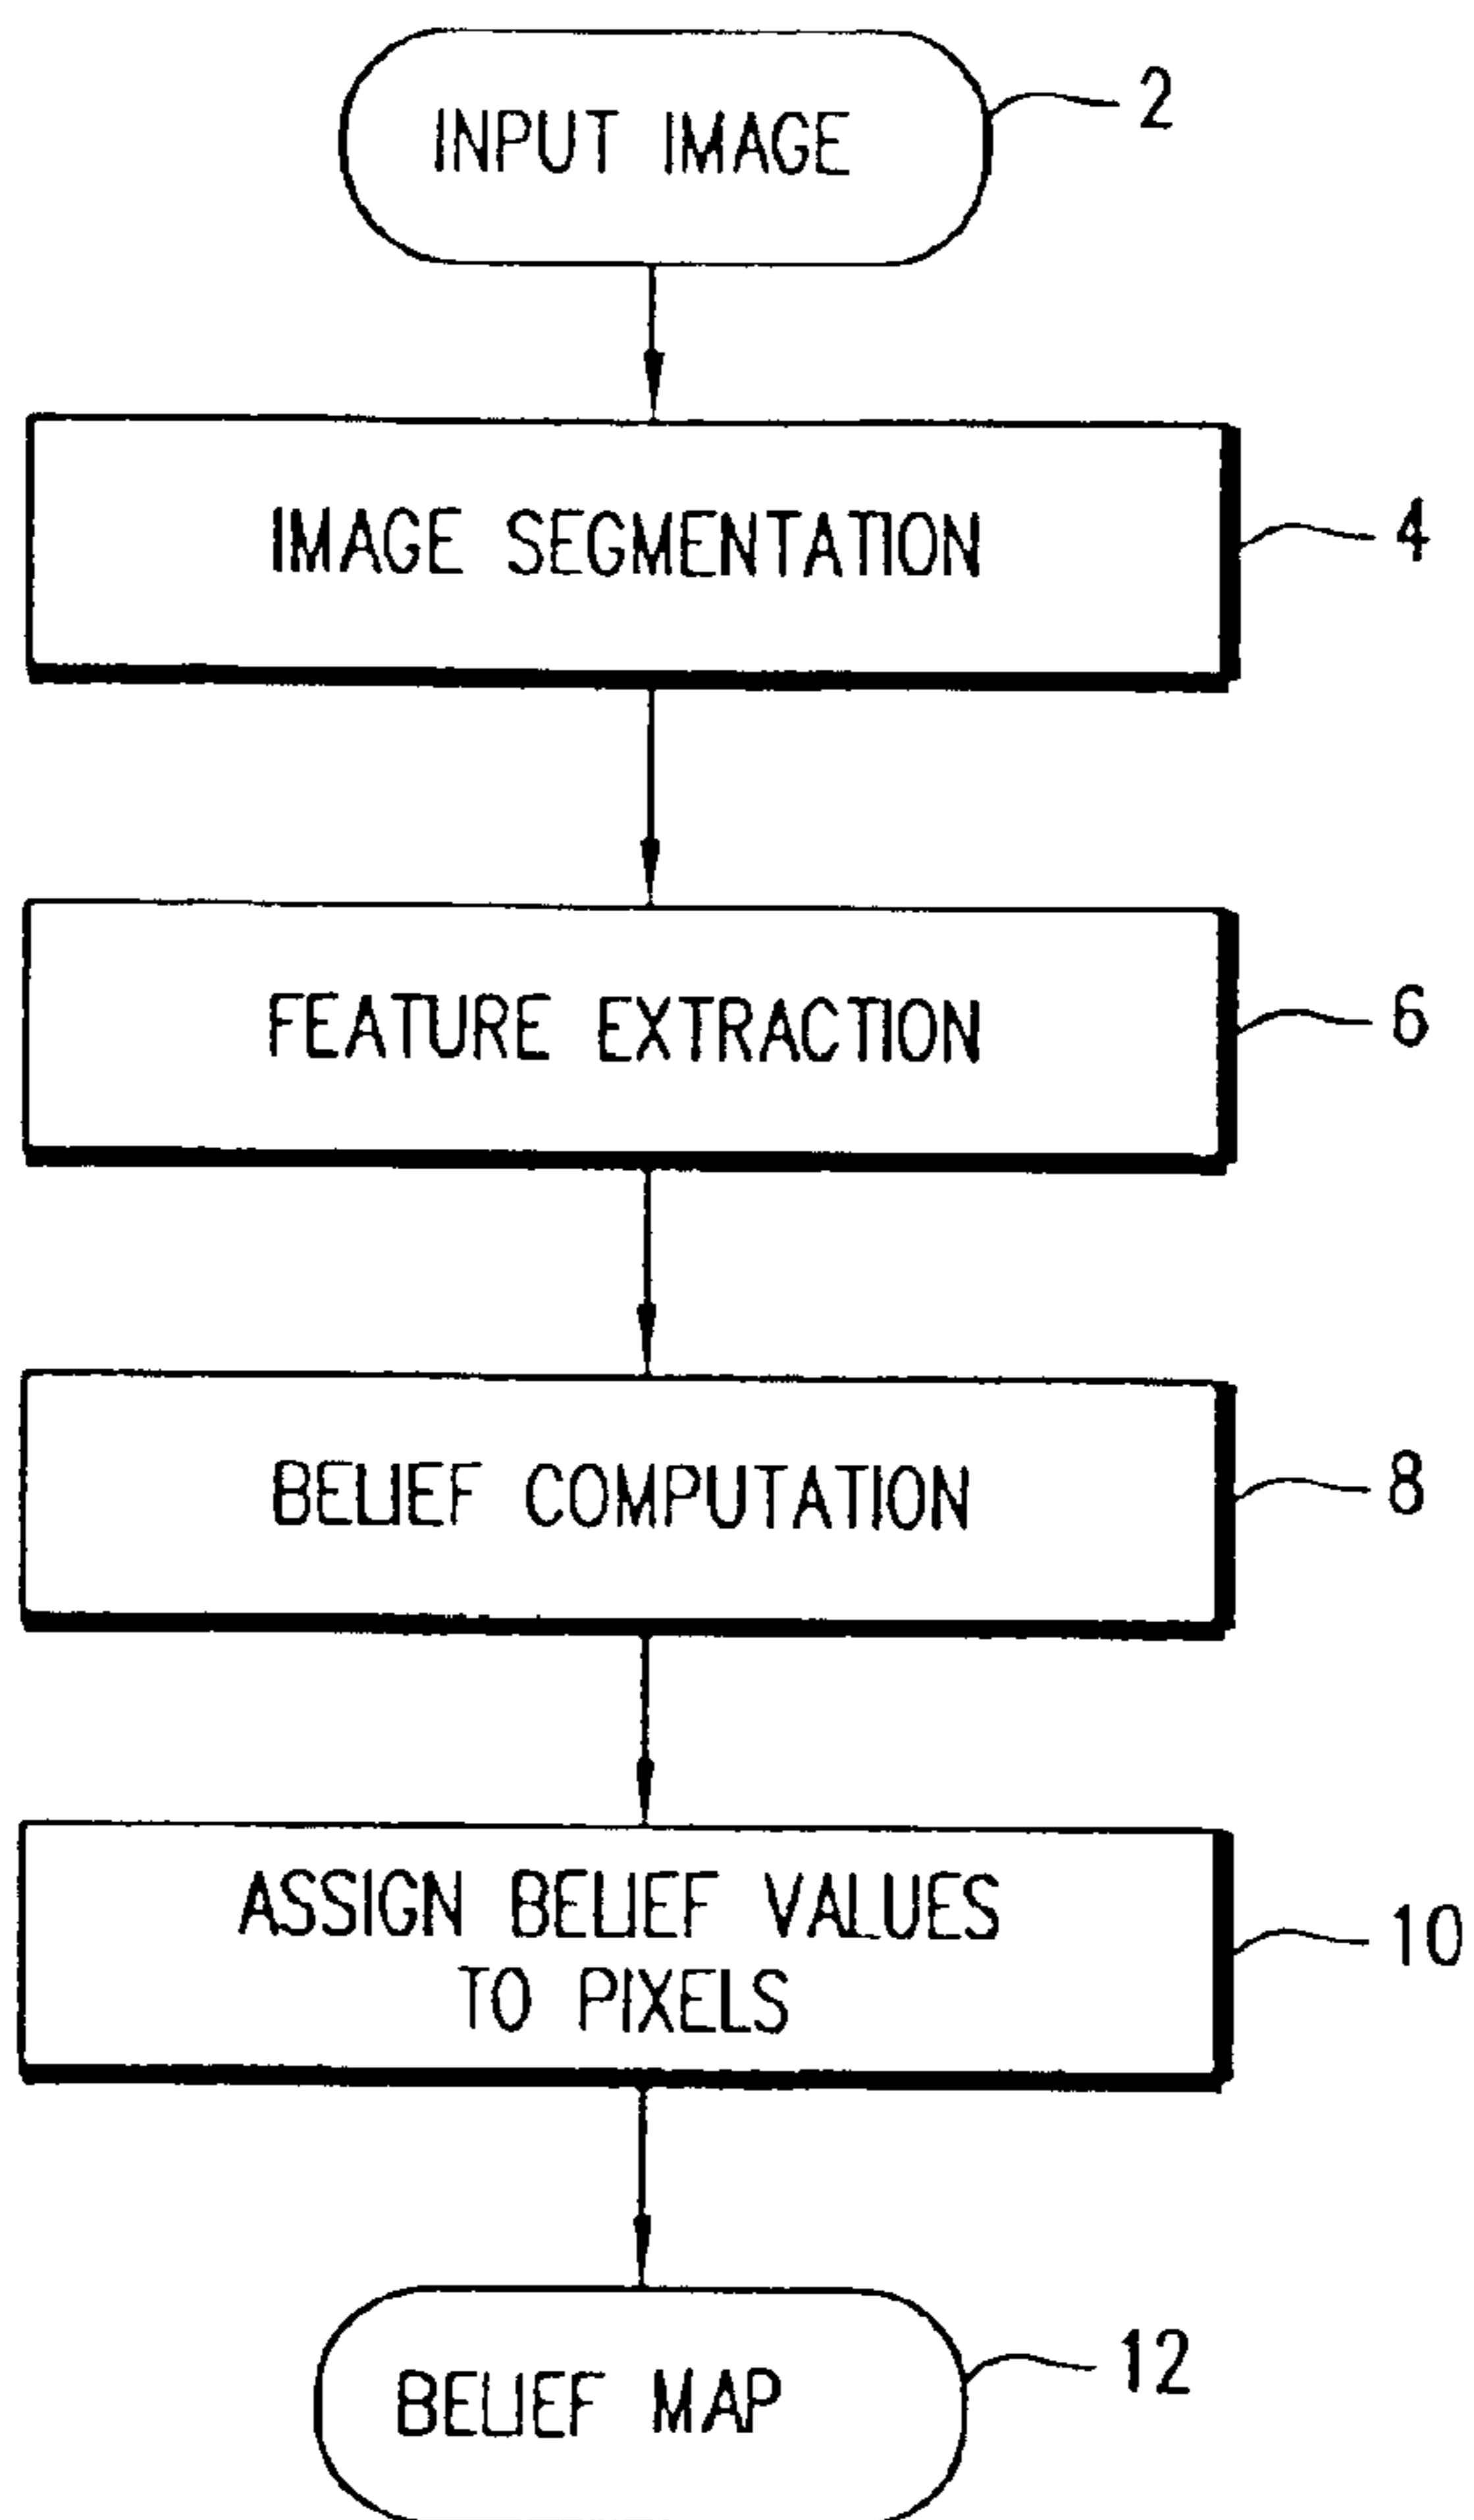 INPUT IMAGE
2
IMAGE SEGMENTATION
4
FEATURE EXTRACTION
6
BELIEF COMPUTATION
8
ASSIGN BELIEF VALUES
TO PIXELS
10
BELIEF MAP
12